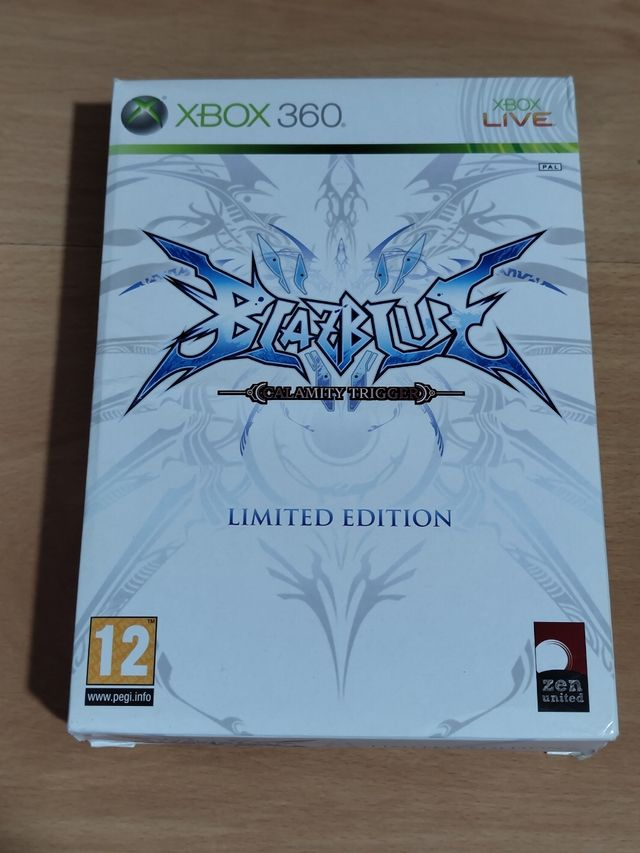 XBOX 360
XBOX
LIVE
PAL
BLAZBLUE
CALAMITY TRIGGER
LIMITED EDITION
12
www.pegi.info
zen
united